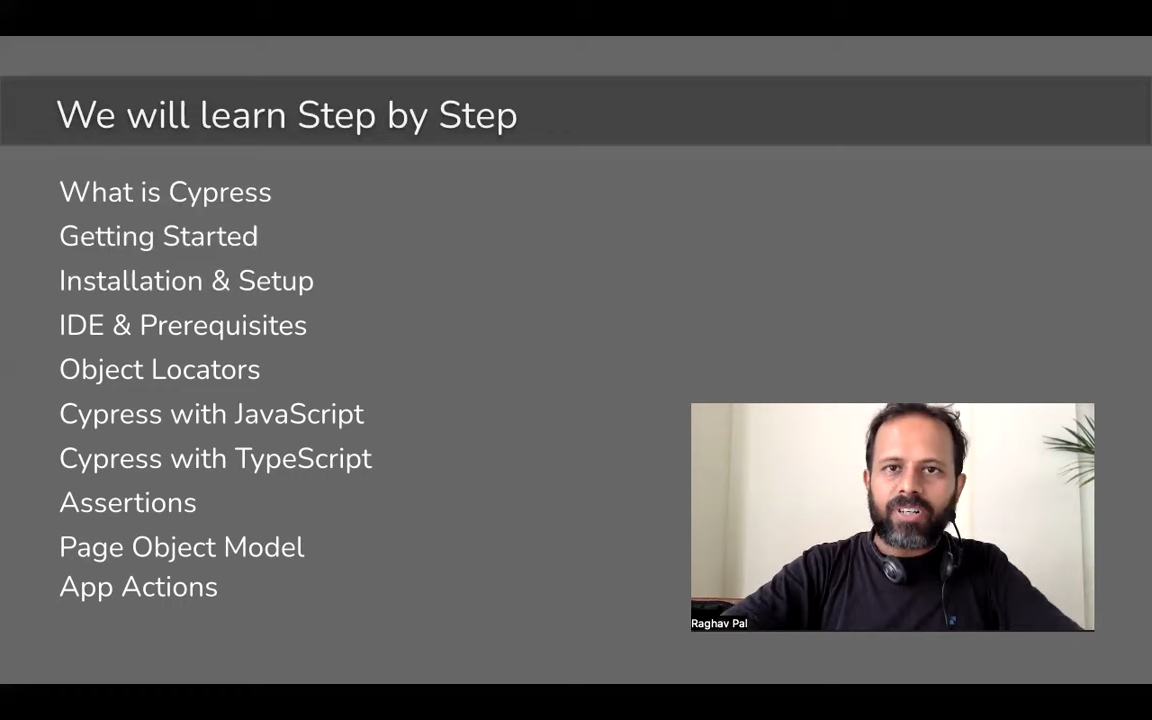 We will learn Step by Step
What is Cypress
Getting Started
Installation & Setup
IDE & Prerequisites
Object Locators
Cypress with JavaScript
Cypress with TypeScript
Assertions
Page Object Model
App Actions
Raghav Pal